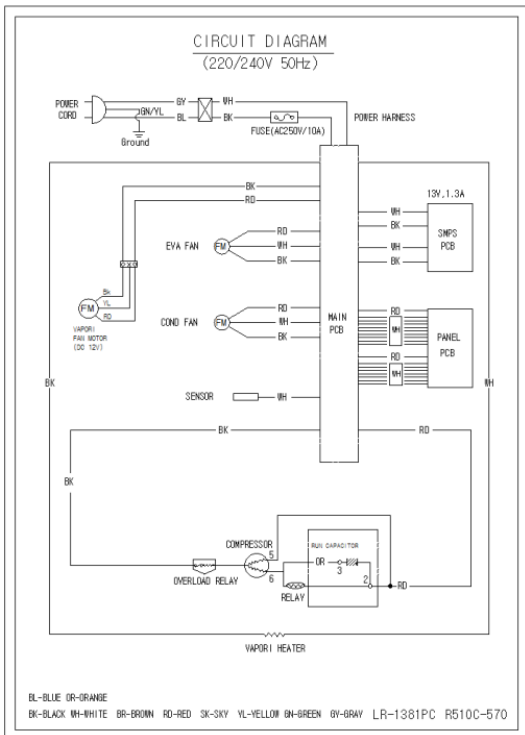 CIRCUIT DIAGRAM
(220/240V 50Hz)
POWER CORD
GY
WH
GN/YL
BL
BK
Ground
FUSE(AC250V/10A)
POWER HARNESS
BK
RD
13V,1.3A
WH
BK
WH
BK
SMPS PCB
EVA FAN
FM
RD
WH
BK
BK
YL
RD
FM
VAPORI
FAN MOTOR
(DC 12V)
COND FAN
FM
RD
WH
BK
MAIN PCB
RD
WH
RD
WH
PANEL PCB
BK
WH
SENSOR
WH
BK
RD
BK
COMPRESSOR
5
6
OVERLOAD RELAY
RUN CAPACITOR
OR
3
2
RD
RELAY
VAPORI HEATER
BL-BLUE OR-ORANGE
BK-BLACK WH-WHITE BR-BROWN RD-RED SK-SKY YL-YELLOW GN-GREEN GY-GRAY LR-1381PC R510C-570